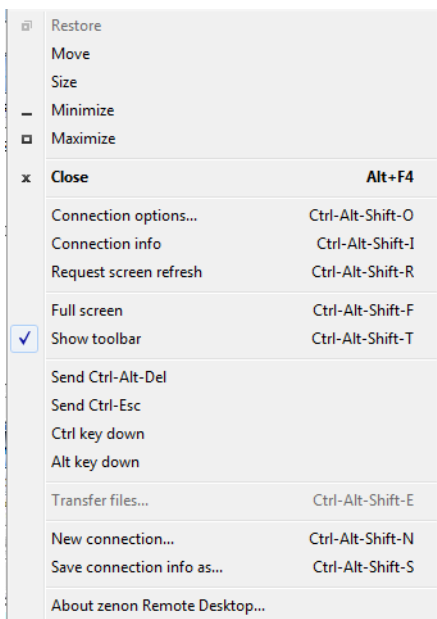 Restore
Move
Size
Minimize
Maximize
Close Alt+F4
Connection options... Ctrl-Alt-Shift-O
Connection info Ctrl-Alt-Shift-I
Request screen refresh Ctrl-Alt-Shift-R
Full screen Ctrl-Alt-Shift-F
Show toolbar Ctrl-Alt-Shift-T
Send Ctrl-Alt-Del
Send Ctrl-Esc
Ctrl key down
Alt key down
Transfer files... Ctrl-Alt-Shift-E
New connection... Ctrl-Alt-Shift-N
Save connection info as... Ctrl-Alt-Shift-S
About zenon Remote Desktop...